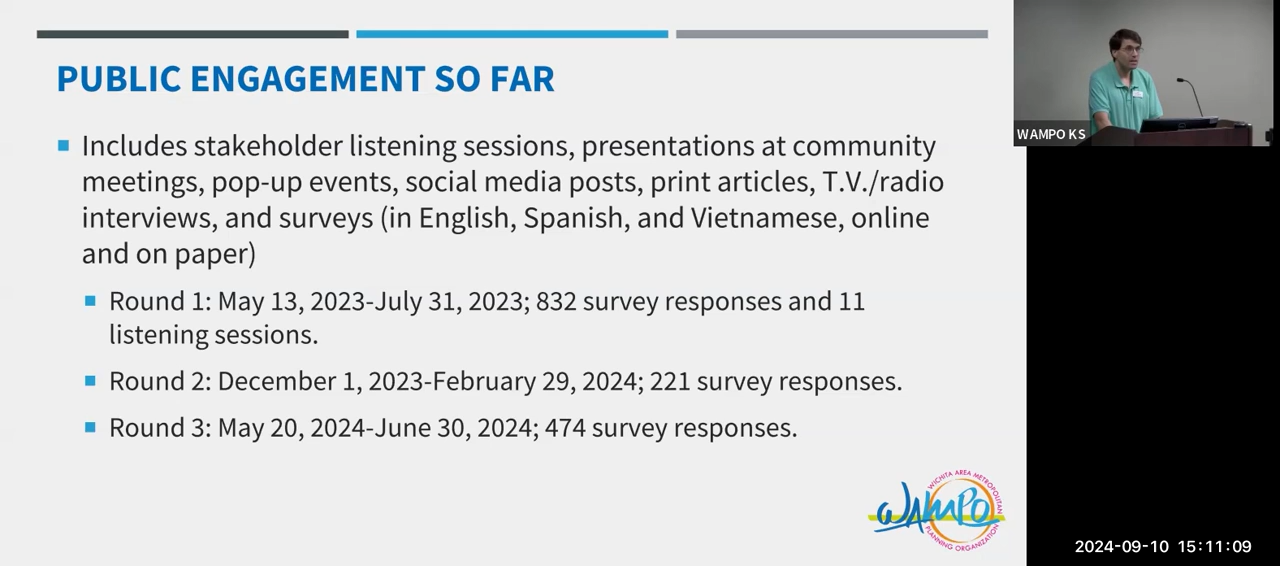 PUBLIC ENGAGEMENT SO FAR
Includes stakeholder listening sessions, presentations at community
meetings, pop-up events, social media posts, print articles, T.V./radio
interviews, and surveys (in English, Spanish, and Vietnamese, online
and on paper)
Round 1: May 13, 2023-July 31, 2023; 832 survey responses and 11
listening sessions.
Round 2: December 1, 2023-February 29, 2024; 221 survey responses.
Round 3: May 20, 2024-June 30, 2024; 474 survey responses.
WICHITA AREA METROPOLITAN
WAMPO
PLANNING ORGANIZATION
WAMPO KS
2024-09-10 15:11:09